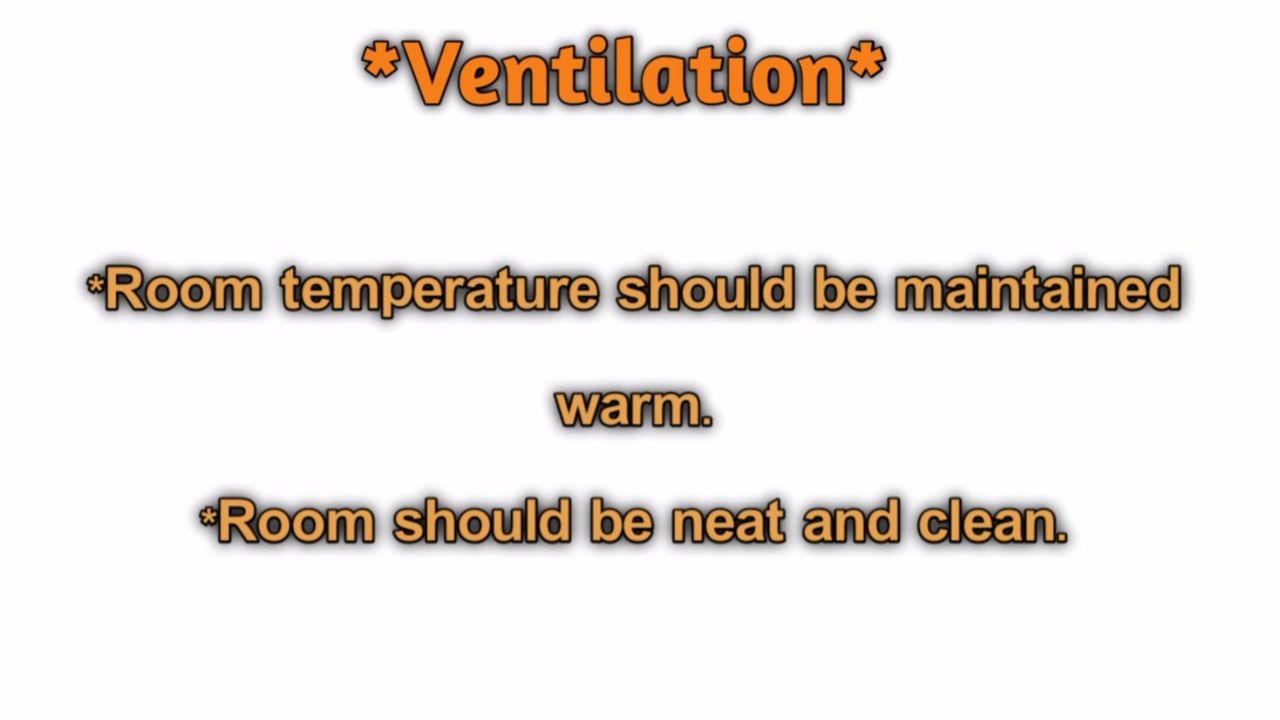 *Ventilation*
*Room temperature should be maintained
warm.
*Room should be neat and clean.